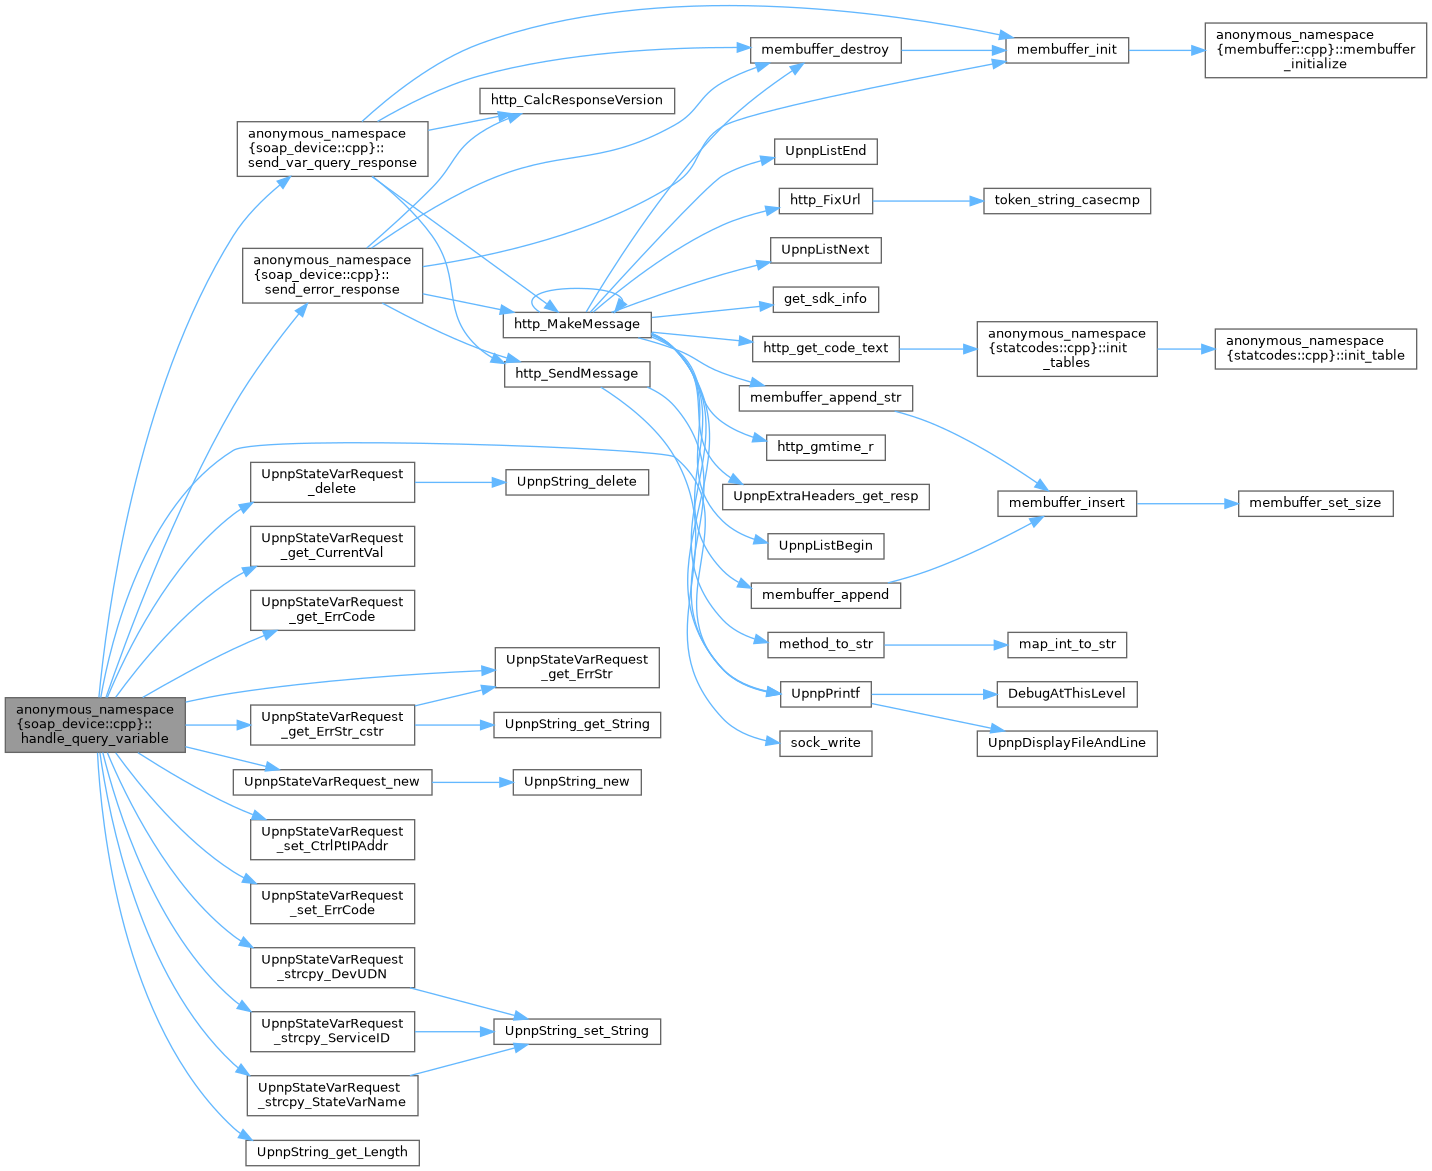 anonymous_namespace
{soap_device::cpp}::
handle_query_variable
anonymous_namespace
{soap_device::cpp}::
send_var_query_response
anonymous_namespace
{soap_device::cpp}::
send_error_response
UpnpStateVarRequest
_delete
UpnpStateVarRequest
_get_CurrentVal
UpnpStateVarRequest
_get_ErrCode
UpnpStateVarRequest
_get_ErrStr_cstr
UpnpStateVarRequest_new
UpnpStateVarRequest
_set_CtrlPtIPAddr
UpnpStateVarRequest
_set_ErrCode
UpnpStateVarRequest
_strcpy_DevUDN
UpnpStateVarRequest
_strcpy_ServiceID
UpnpStateVarRequest
_strcpy_StateVarName
UpnpString_get_Length
http_CalcResponseVersion
http_MakeMessage
http_SendMessage
UpnpString_delete
UpnpStateVarRequest
_get_ErrStr
UpnpString_get_String
UpnpString_new
UpnpString_set_String
membuffer_destroy
UpnpListEnd
http_FixUrl
UpnpListNext
get_sdk_info
http_get_code_text
membuffer_append_str
http_gmtime_r
UpnpExtraHeaders_get_resp
UpnpListBegin
membuffer_append
method_to_str
UpnpPrintf
sock_write
membuffer_init
token_string_casecmp
anonymous_namespace
{statcodes::cpp}::init
_tables
membuffer_insert
map_int_to_str
DebugAtThisLevel
UpnpDisplayFileAndLine
anonymous_namespace
{membuffer::cpp}::membuffer
_initialize
anonymous_namespace
{statcodes::cpp}::init_table
membuffer_set_size